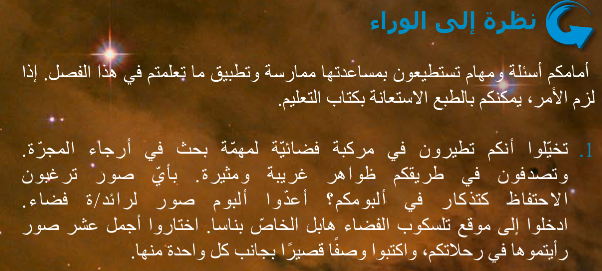 نظرة إلى الوراء
أمامكم أسئلة ومهام تستطيعون بمساعدتها ممارسة وتطبيق ما تعلمتم في هذا الفصل. إذا
لزم الأمر، يمكنكم بالطبع الاستعانة بكتاب التعليم.
1. تخيّلوا أنكم تطيرون في مركبة فضائيّة لمهمّة بحث في أرجاء المجرّة.
وتصدفون في طريقكم ظواهر غريبة ومثيرة. بأيّ صور ترغبون
الاحتفاظ كتذكار في ألبومكم؟ أعدّوا ألبوم صور لرائد/ة فضاء.
ادخلوا إلى موقع تلسكوب الفضاء هابل الخاصّ بناسا. اختاروا أجمل عشر صور
رأيتموها في رحلاتكم، واكتبوا وصفًا قصيرًا بجانب كل واحدة منها.